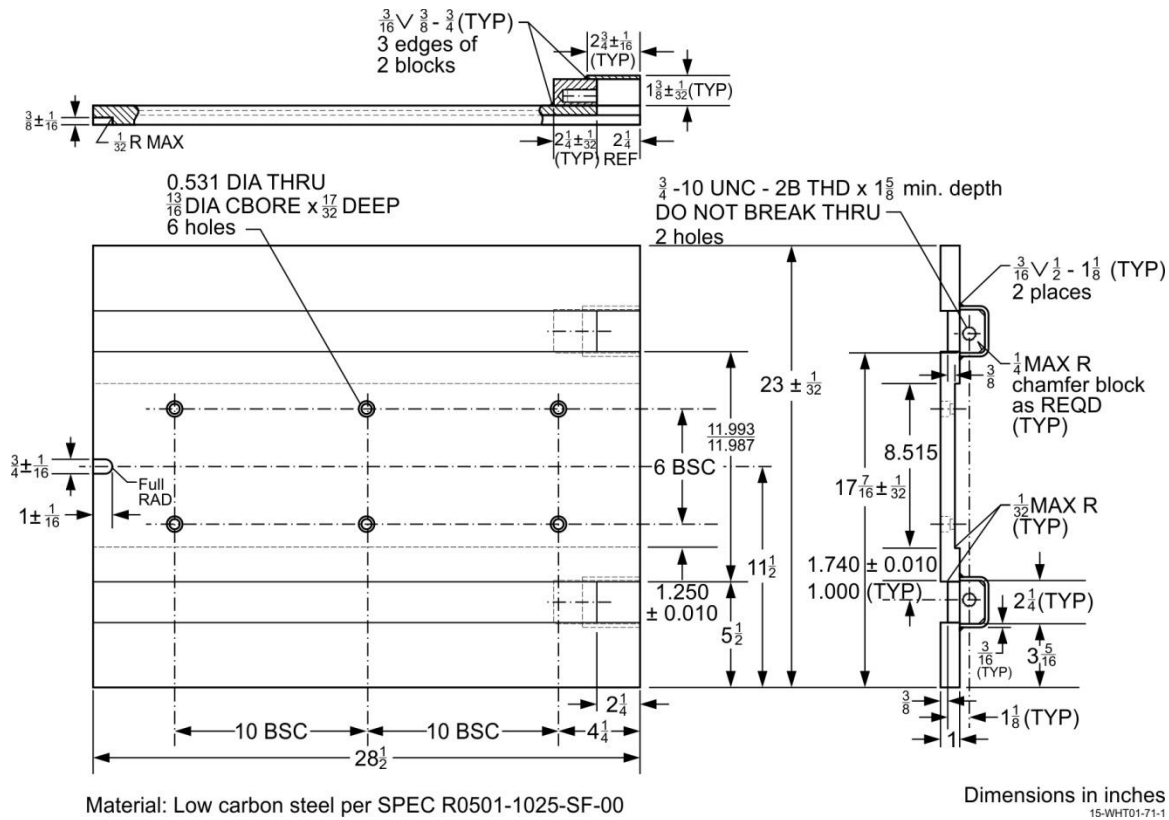 3/16 ∨ 3/8 - 3/4 (TYP)
3 edges of
2 blocks
2 3/4 ± 1/16
(TYP)
1 3/8 ± 1/32 (TYP)
3/8 ± 1/16
1/32 R MAX
2 1/4 ± 1/32
(TYP)
2 1/4
REF
0.531 DIA THRU
13/16 DIA CBORE x 17/32 DEEP
6 holes
3/4 -10 UNC - 2B THD x 1 5/8 min. depth
DO NOT BREAK THRU
2 holes
3/16 ∨ 1/2 - 1 1/8 (TYP)
2 places
23 ± 1/32
3/8
1/4 MAX R
chamfer block
as REQD
(TYP)
11.993
11.987
8.515
6 BSC
17 7/16 ± 1/32
3/4 ± 1/16
Full
RAD
1 ± 1/16
1/32 MAX R
(TYP)
11 1/2
1.740 ± 0.010
1.000 (TYP)
1.250
± 0.010
2 1/4 (TYP)
5 1/2
3/16
(TYP)
3 5/16
2 1/4
3/8
1 1/8 (TYP)
10 BSC
10 BSC
4 1/4
1
28 1/2
Material: Low carbon steel per SPEC R0501-1025-SF-00
Dimensions in inches
15-WHT01-71-1